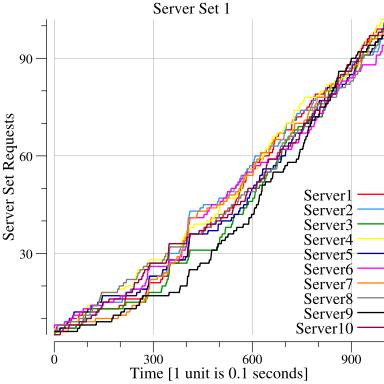 Server Set 1
Server Set Requests
90
60
30
Server1
Server2
Server3
Server4
Server5
Server6
Server7
Server8
Server9
Server10
0 300 600 900
Time [1 unit is 0.1 seconds]